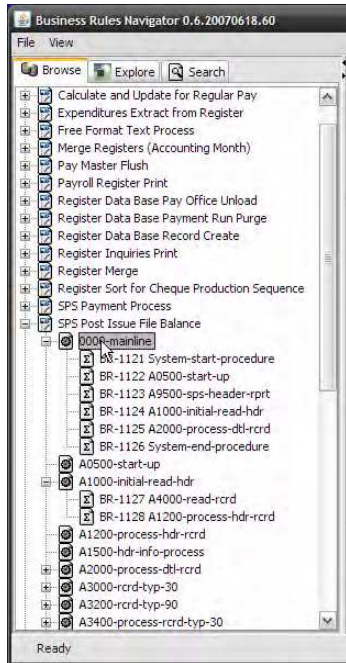 Business Rules Navigator 0.6.20070618.60
File View
Browse Explore Search
Calculate and Update for Regular Pay
Expenditures Extract from Register
Free Format Text Process
Merge Registers (Accounting Month)
Pay Master Flush
Payroll Register Print
Register Data Base Pay Office Unload
Register Data Base Payment Run Purge
Register Data Base Record Create
Register Inquiries Print
Register Merge
Register Sort for Cheque Production Sequence
SPS Payment Process
SPS Post Issue File Balance
0000-mainline
BR-1121 System-start-procedure
BR-1122 A0500-start-up
BR-1123 A9500-sps-header-rprt
BR-1124 A1000-initial-read-hdr
BR-1125 A2000-process-dtl-rcrd
BR-1126 System-end-procedure
A0500-start-up
A1000-initial-read-hdr
BR-1127 A4000-read-rcrd
BR-1128 A1200-process-hdr-rcrd
A1200-process-hdr-rcrd
A1500-hdr-info-process
A2000-process-dtl-rcrd
A3000-rcrd-typ-30
A3200-rcrd-typ-90
A3400-process-rcrd-typ-30
Ready